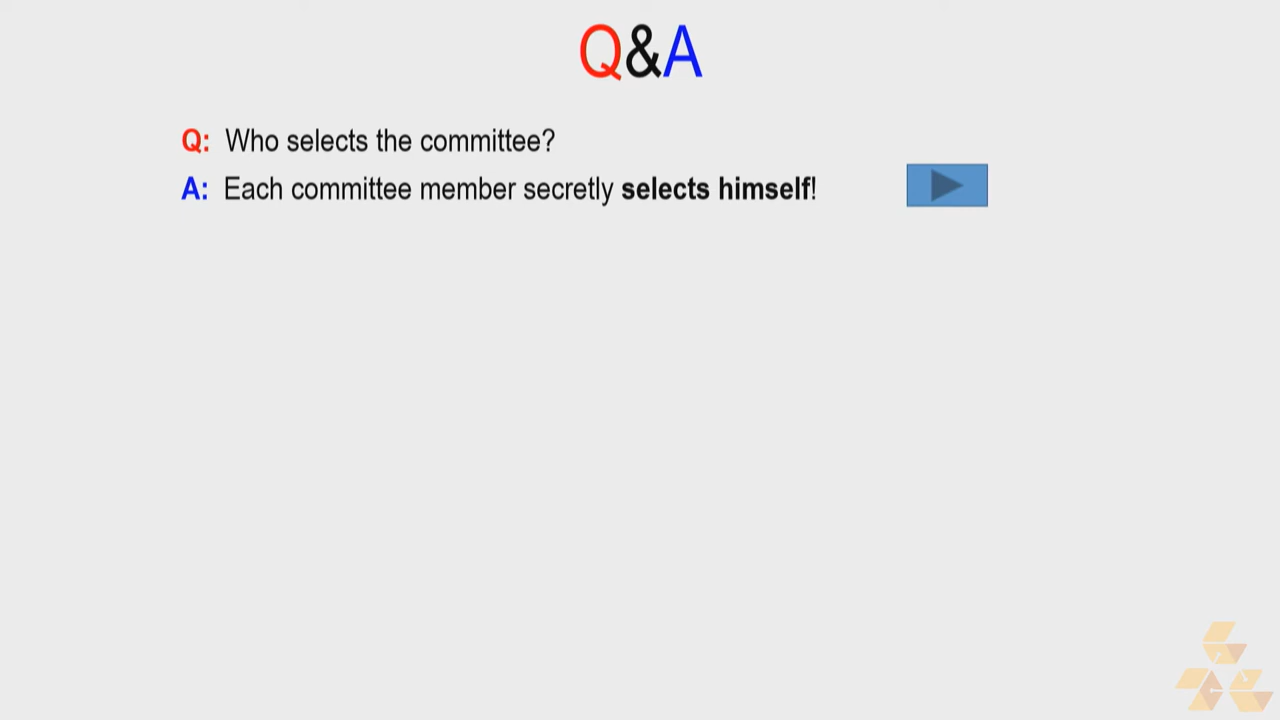 Q&A
Q: Who selects the committee?
A: Each committee member secretly selects himself!